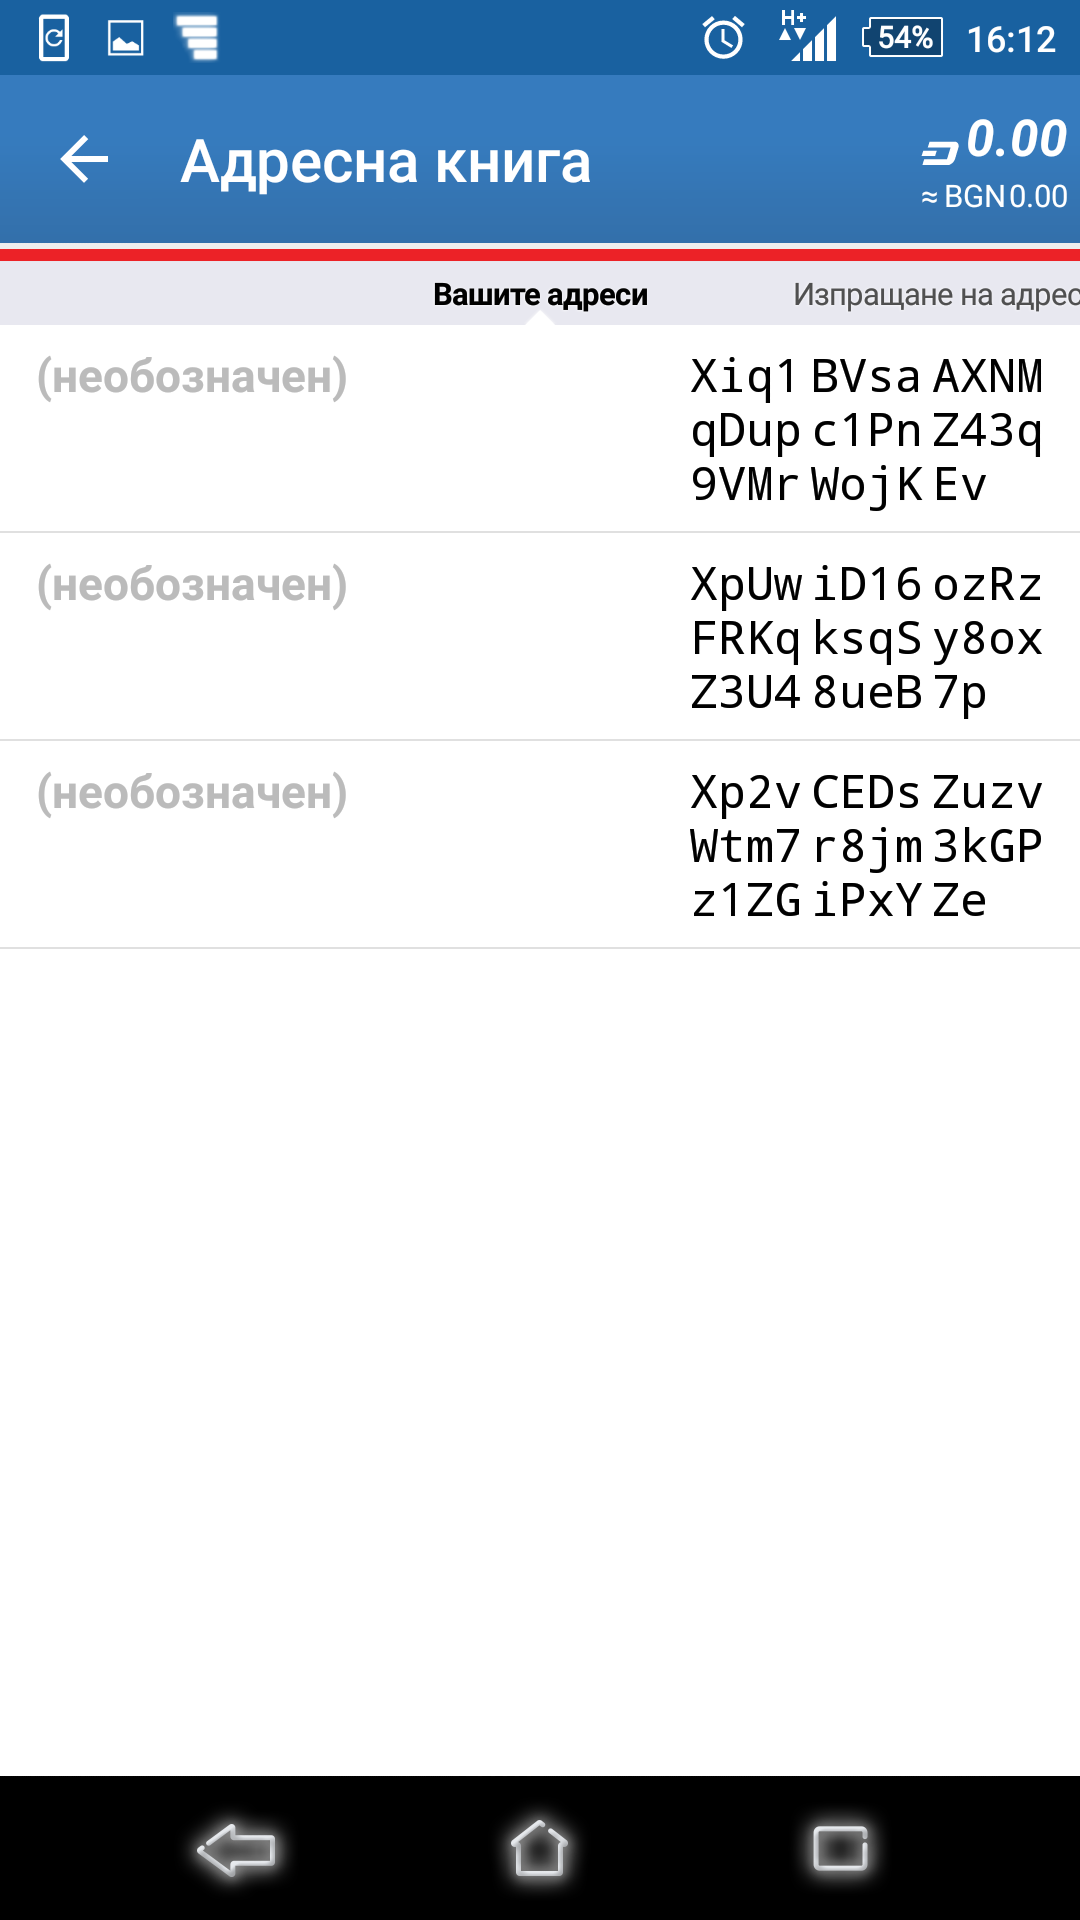 H+
54% 16:12
Адресна книга
0.00
≈ BGN 0.00
Вашите адреси
Изпращане на адрес
(необозначен)
Xiq1 BVsa AXNM
qDup c1Pn Z43q
9VMr WojK Ev
(необозначен)
XpUw iD16 ozRz
FRKq ksqS y8ox
Z3U4 8ueB 7p
(необозначен)
Xp2v CEDs Zuzv
Wtm7 r8jm 3kGP
z1ZG iPxY Ze